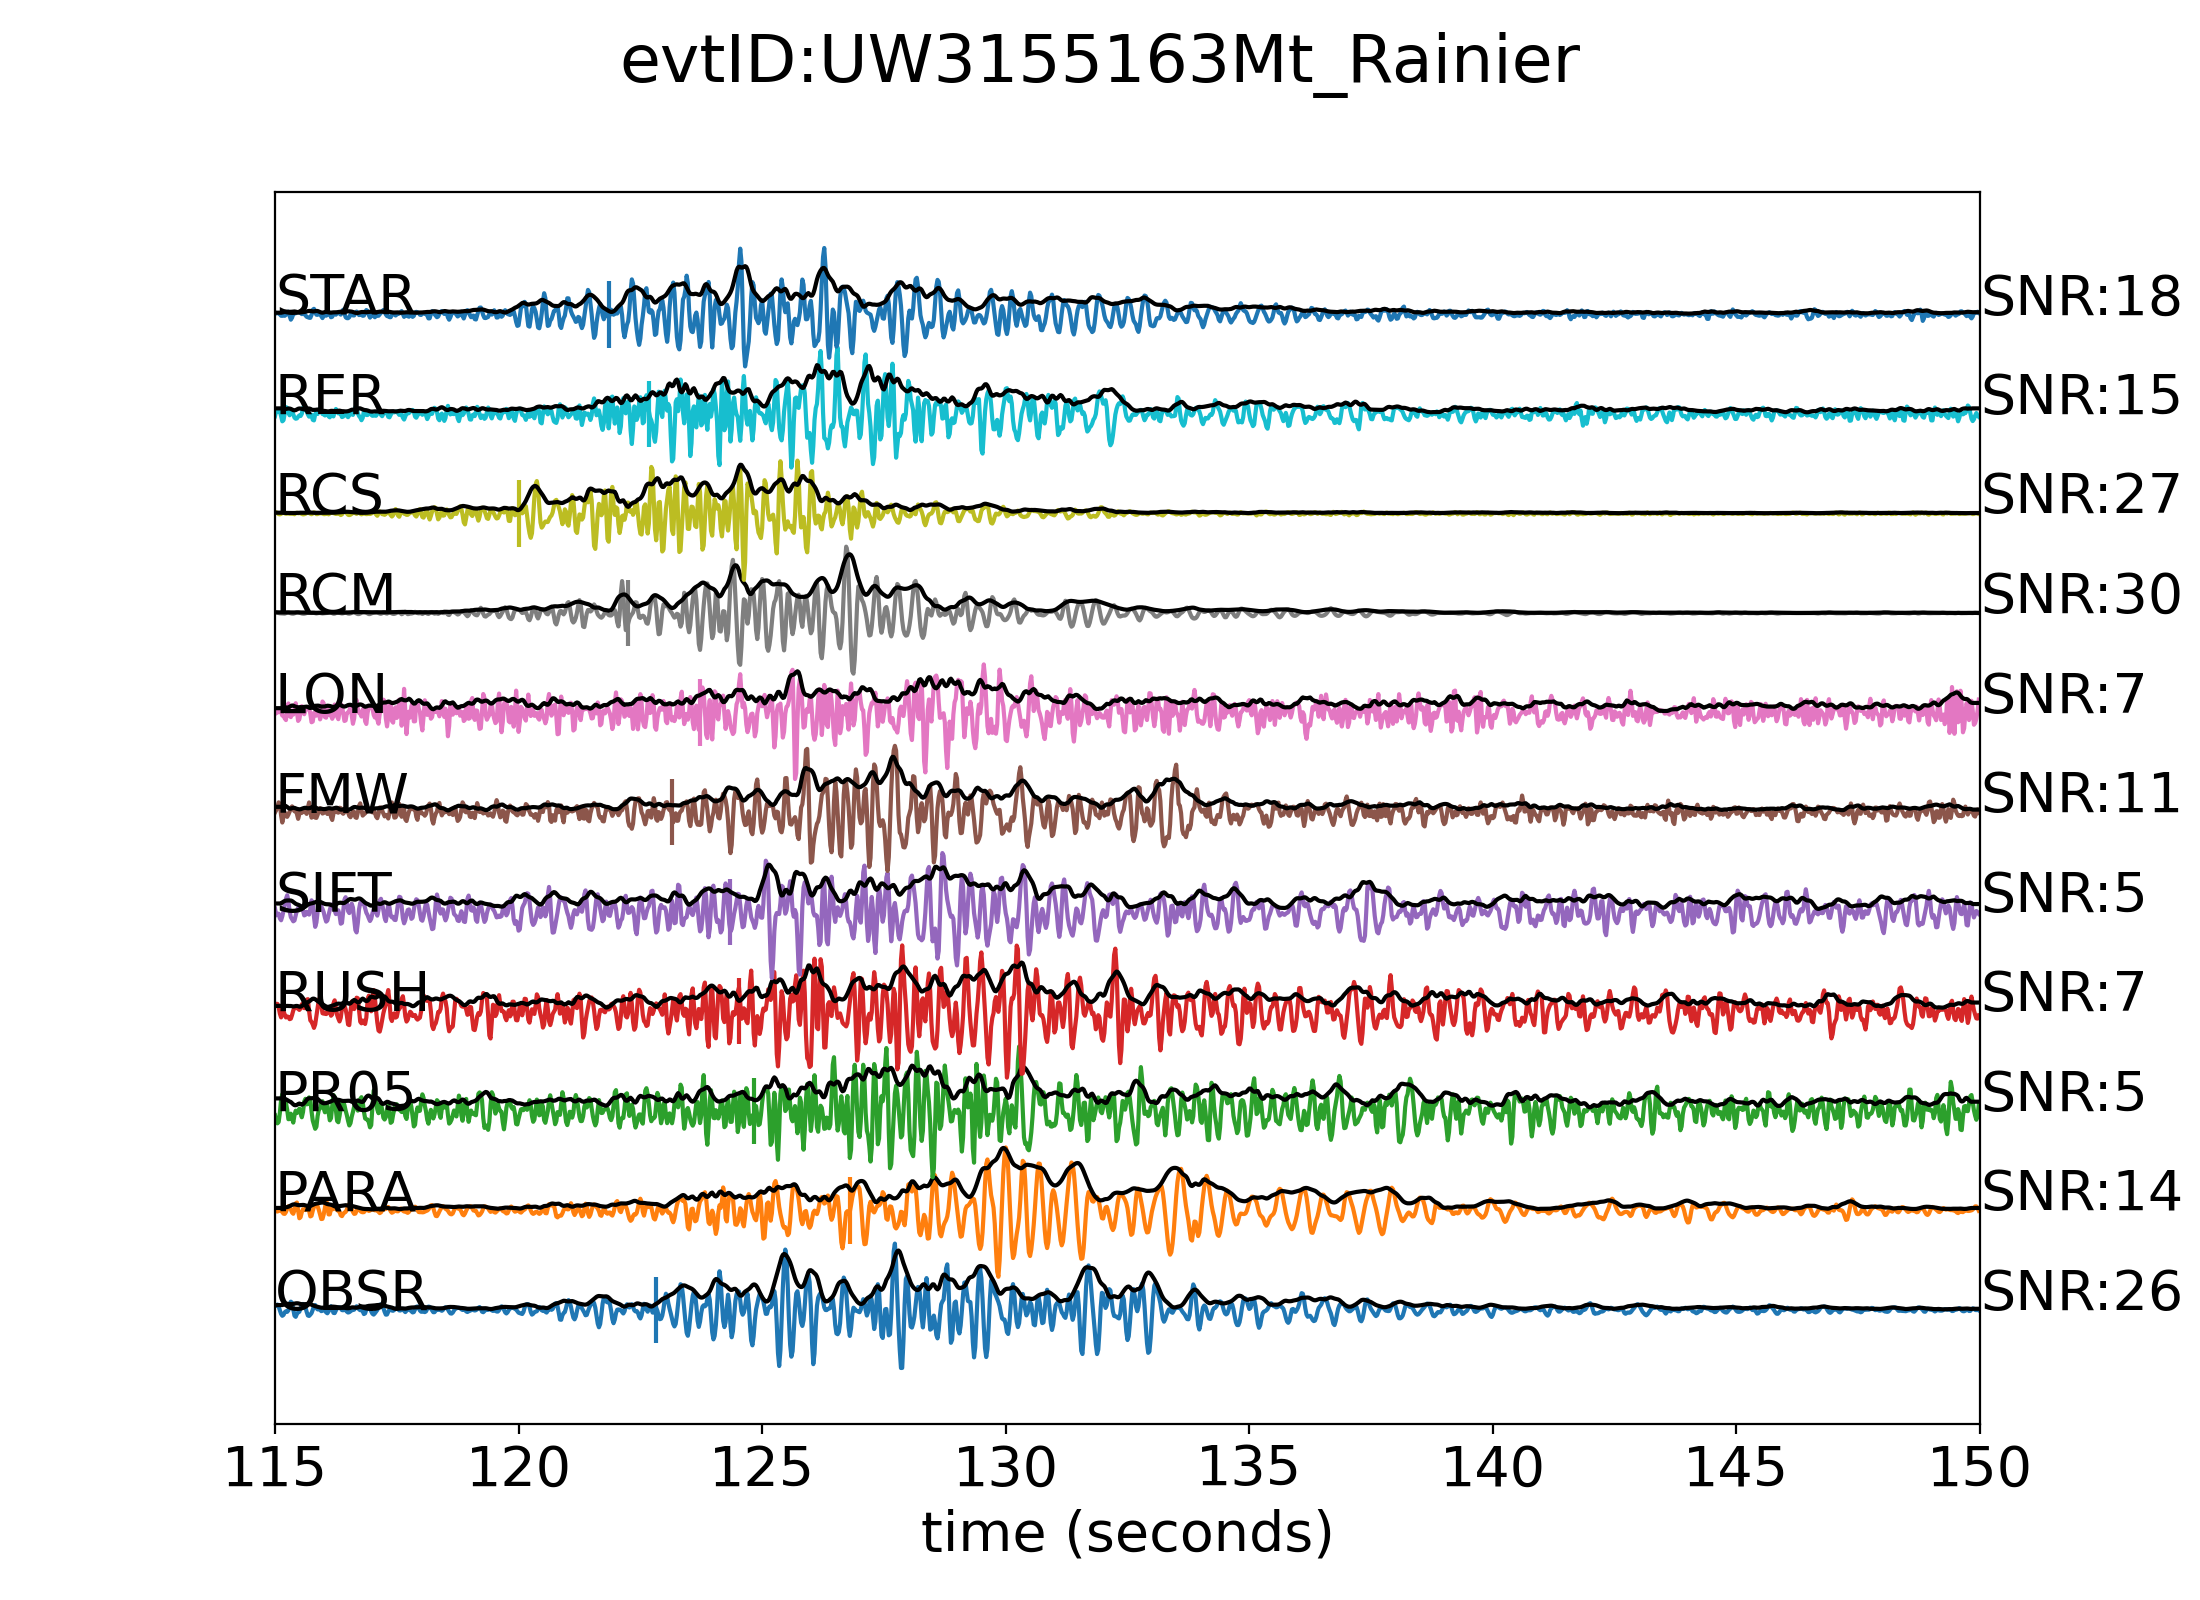 evtID:UW3155163Mt_Rainier
STAR SNR:18
RER SNR:15
RCS SNR:27
RCM SNR:30
LON SNR:7
FMW SNR:11
SIFT SNR:5
RUSH SNR:7
PR05 SNR:5
PARA SNR:14
OBSR SNR:26
115 120 125 130 135 140 145 150
time (seconds)